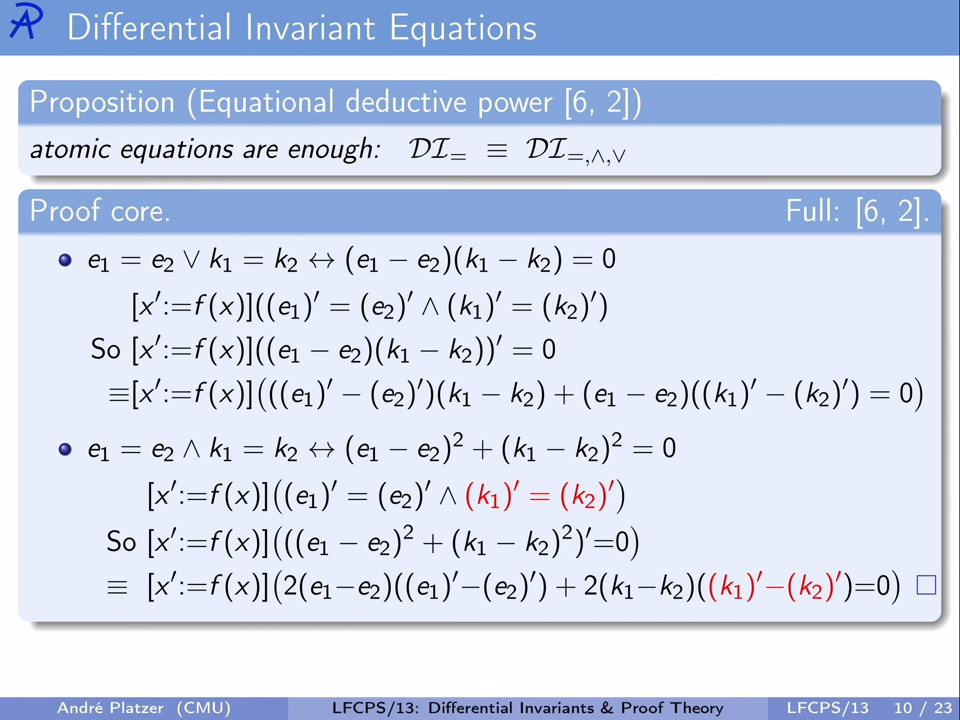 Differential Invariant Equations
Proposition (Equational deductive power [6, 2])
atomic equations are enough: 𝒟ℐ₌ ≡ 𝒟ℐ₌,∧,∨
Proof core. Full: [6, 2].
e₁ = e₂ ∨ k₁ = k₂ ↔ (e₁ − e₂)(k₁ − k₂) = 0
[x′:=f(x)]((e₁)′ = (e₂)′ ∧ (k₁)′ = (k₂)′)
So [x′:=f(x)]((e₁ − e₂)(k₁ − k₂))′ = 0
≡[x′:=f(x)](((e₁)′ − (e₂)′)(k₁ − k₂) + (e₁ − e₂)((k₁)′ − (k₂)′) = 0)
e₁ = e₂ ∧ k₁ = k₂ ↔ (e₁ − e₂)² + (k₁ − k₂)² = 0
[x′:=f(x)]((e₁)′ = (e₂)′ ∧ (k₁)′ = (k₂)′)
So [x′:=f(x)](((e₁ − e₂)² + (k₁ − k₂)²)′=0)
≡ [x′:=f(x)](2(e₁−e₂)((e₁)′−(e₂)′) + 2(k₁−k₂)((k₁)′−(k₂)′)=0) □
André Platzer (CMU) LFCPS/13: Differential Invariants & Proof Theory LFCPS/13 10 / 23